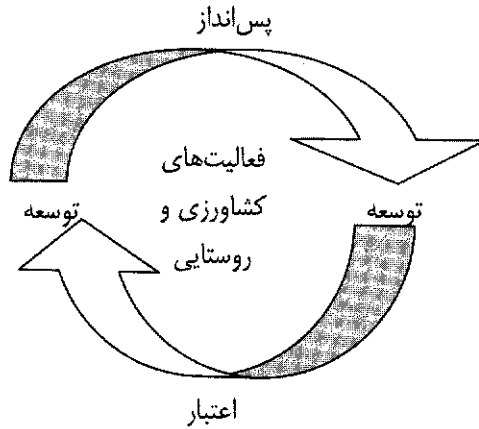 پس‌انداز
فعالیت‌های
کشاورزی و
توسعه
توسعه
روستایی
اعتبار